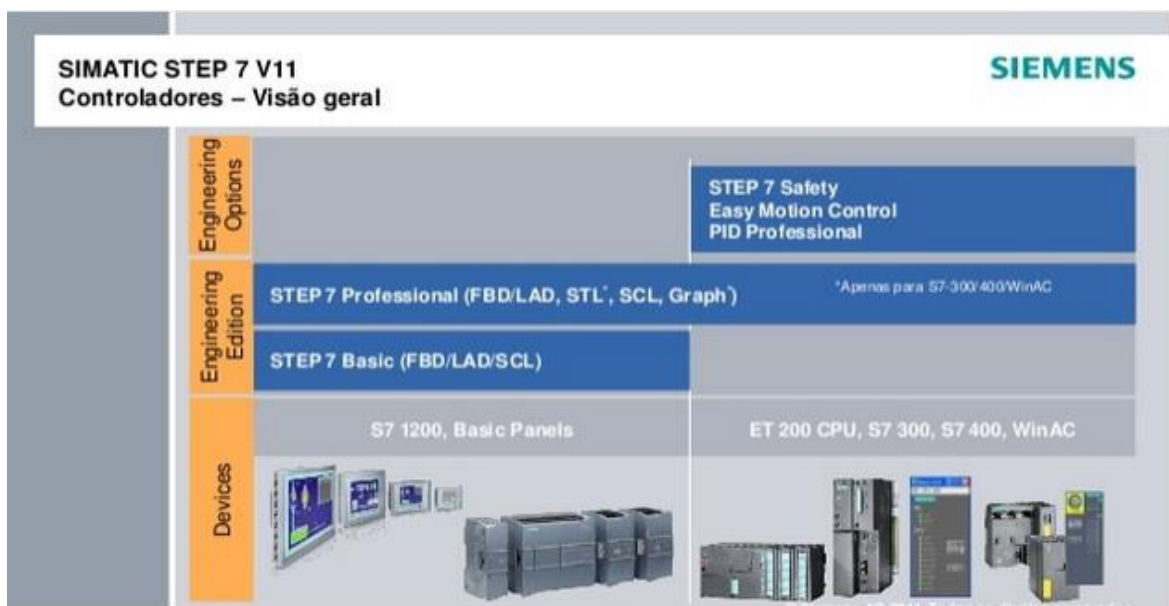 SIMATIC STEP 7 V11
Controladores – Visão geral
SIEMENS
Engineering
Options
STEP 7 Safety
Easy Motion Control
PID Professional
Engineering
Edition
STEP 7 Professional (FBD/LAD, STL*, SCL, Graph*)
*Apenas para S7-300/400/WinAC
STEP 7 Basic (FBD/LAD/SCL)
Devices
S7 1200, Basic Panels
ET 200 CPU, S7 300, S7 400, WinAC